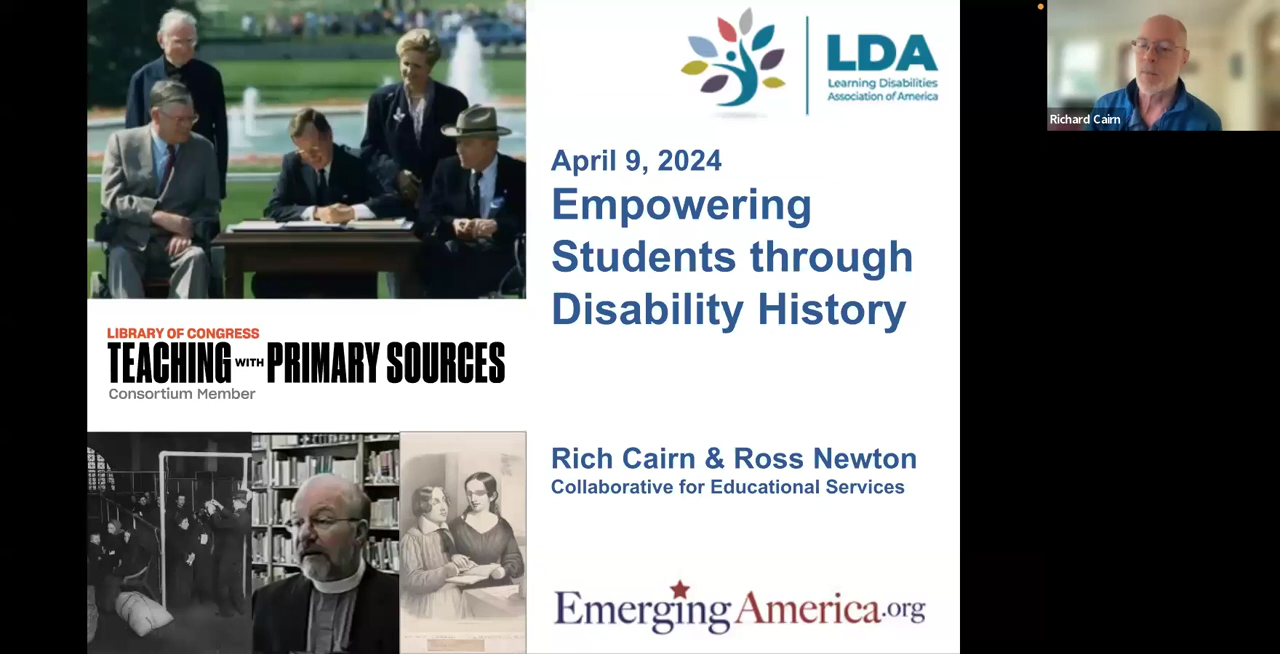 LDA
Learning Disabilities
Association of America
April 9, 2024
Empowering
Students through
Disability History
LIBRARY OF CONGRESS
TEACHING WITH PRIMARY SOURCES
Consortium Member
Rich Cairn & Ross Newton
Collaborative for Educational Services
EmergingAmerica.org
Richard Cairn